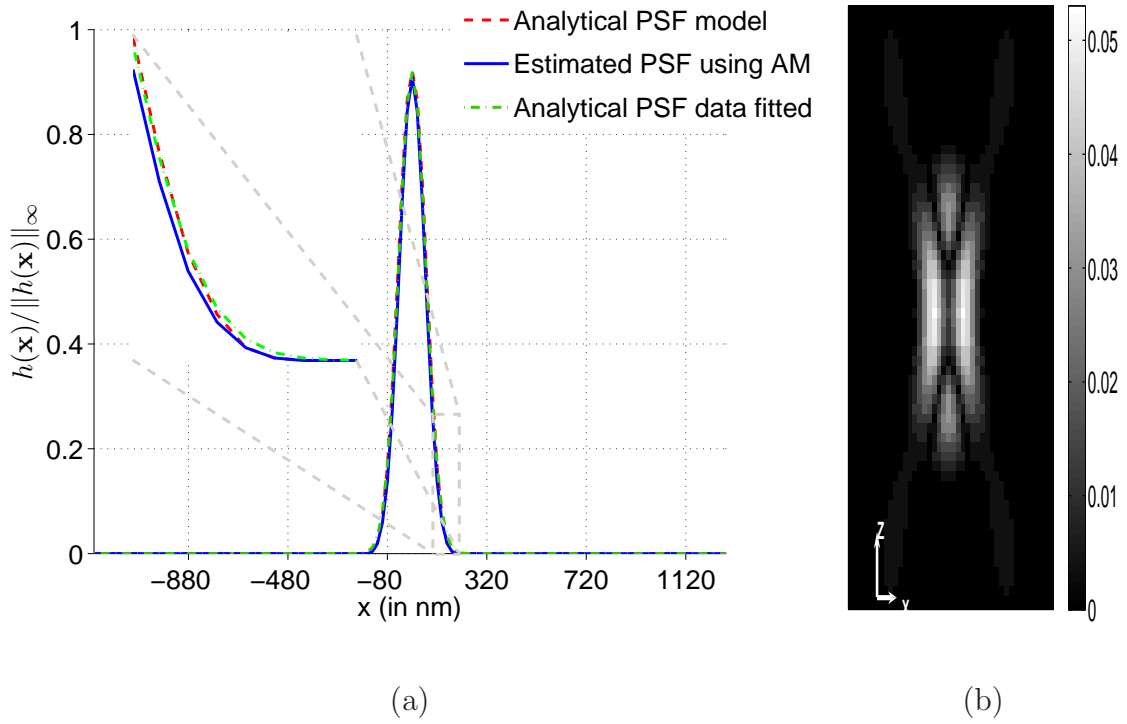 Analytical PSF model
Estimated PSF using AM
Analytical PSF data fitted
1
0.8
0.6
0.4
0.2
0
h(x)/||h(x)||∞
−880 −480 −80 320 720 1120
x (in nm)
(a)
0.05
0.04
0.03
0.02
0.01
0
Z
(b)